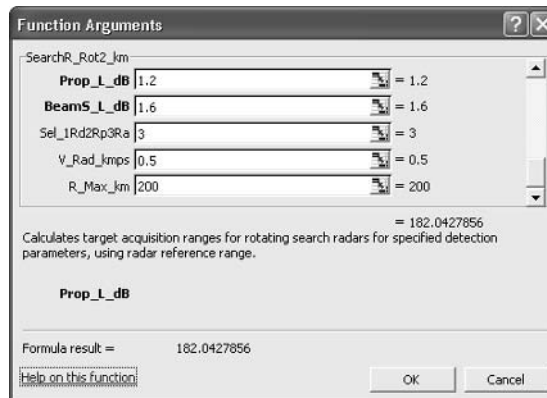 Function Arguments
SearchR_Rot2_km
Prop_L_dB 1.2 = 1.2
BeamS_L_dB 1.6 = 1.6
Sel_1Rd2Rp3Ra 3 = 3
V_Rad_kmps 0.5 = 0.5
R_Max_km 200 = 200
= 182.0427856
Calculates target acquisition ranges for rotating search radars for specified detection
parameters, using radar reference range.
Prop_L_dB
Formula result = 182.0427856
Help on this function OK Cancel